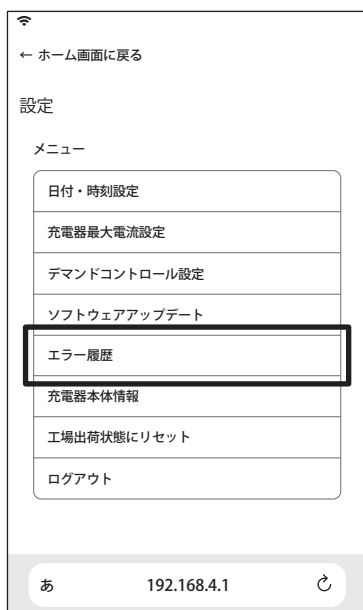 ← ホーム画面に戻る
設定
メニュー
日付・時刻設定
充電器最大電流設定
デマンドコントロール設定
ソフトウェアアップデート
エラー履歴
充電器本体情報
工場出荷状態にリセット
ログアウト
あ 192.168.4.1